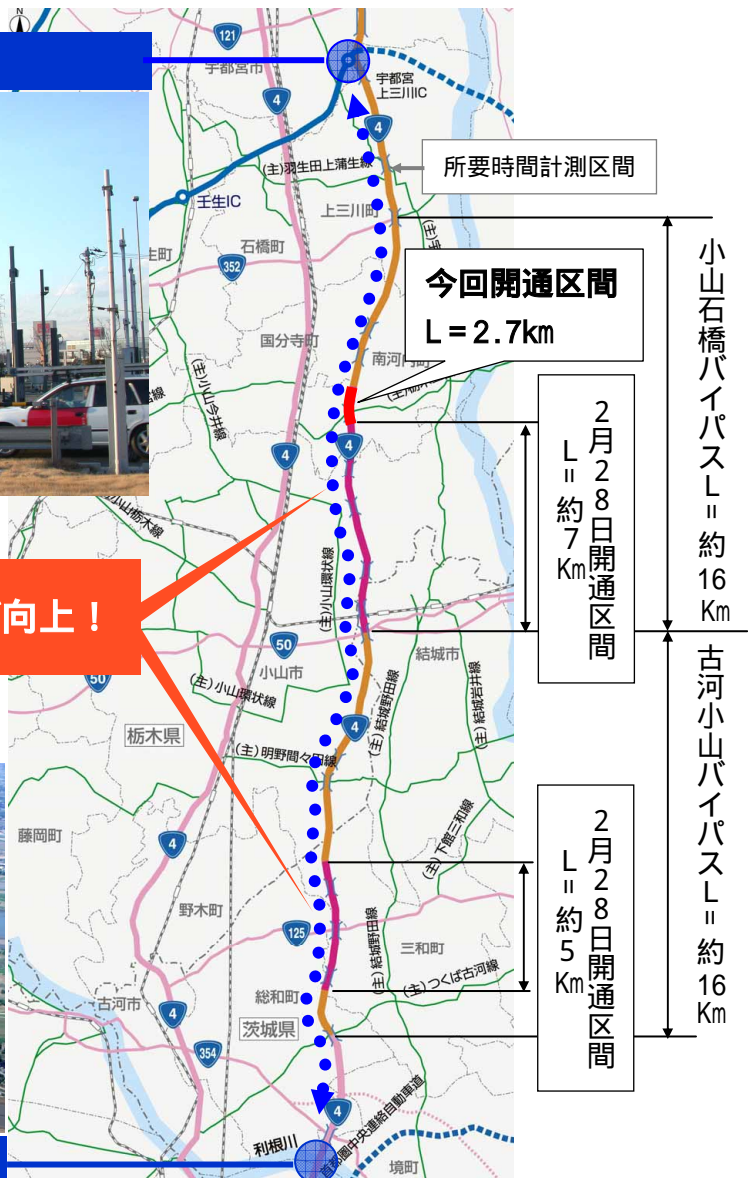 N
121
宇都宮市
4
宇都宮
上三川IC
4
所要時間計測区間
(主)羽生田上蒲生線
壬生IC
上三川町
生町
石橋町
352
今回開通区間
L=2.7km
国分寺町
南河内町
(主)小山今井線
宮線
4
4
小山栃木線
向上!
(主)小山環状線
50
小山市
結城市
50
(主)小山環状線
4
(主)結城野田線
(主)結城岩井線
栃木県
(主)明野間々田線
藤岡町
4
(主)下館三和線
野木町
125
(主)結城野田線
三和町
(主)つくば古河線
総和町
古河市
4
茨城県
354
4
首都圏中央連絡自動車道
利根川
境町
小山石橋バイパスL=約16Km
2月28日開通区間
L=約7Km
古河小山バイパスL=約16Km
2月28日開通区間
L=約5Km